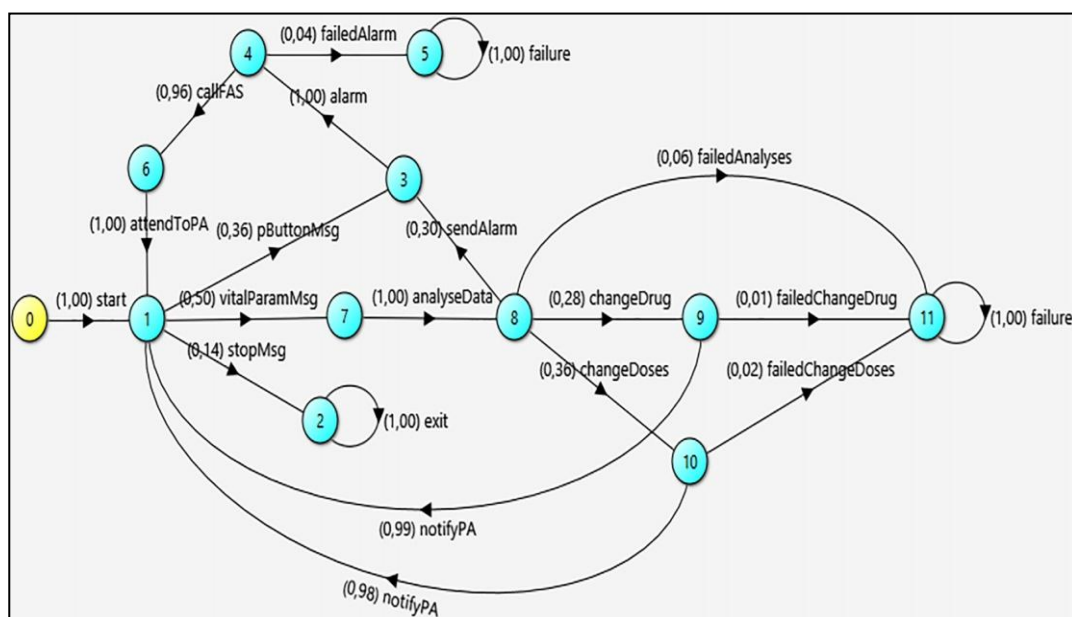 (0,04) failedAlarm
4
5
(1,00) failure
(0,96) callFAS
(1,00) alarm
6
3
(0,06) failedAnalyses
(1,00) attendToPA
(0,36) pButtonMsg
(0,30) sendAlarm
(1,00) start
(0,50) vitalParamMsg
(1,00) analyseData
(0,28) changeDrug
(0,01) failedChangeDrug
0
1
7
8
9
11
(1,00) failure
(0,14) stopMsg
(0,36) changeDoses
(0,02) failedChangeDoses
2
(1,00) exit
10
(0,99) notifyPA
(0,98) notifyPA